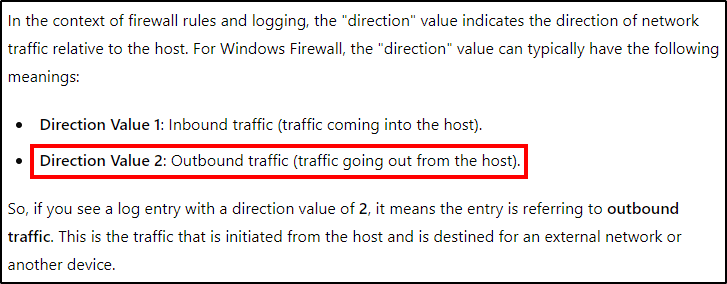 In the context of firewall rules and logging, the "direction" value indicates the direction of network
traffic relative to the host. For Windows Firewall, the "direction" value can typically have the following
meanings:
• Direction Value 1: Inbound traffic (traffic coming into the host).
• Direction Value 2: Outbound traffic (traffic going out from the host).
So, if you see a log entry with a direction value of 2, it means the entry is referring to outbound
traffic. This is the traffic that is initiated from the host and is destined for an external network or
another device.